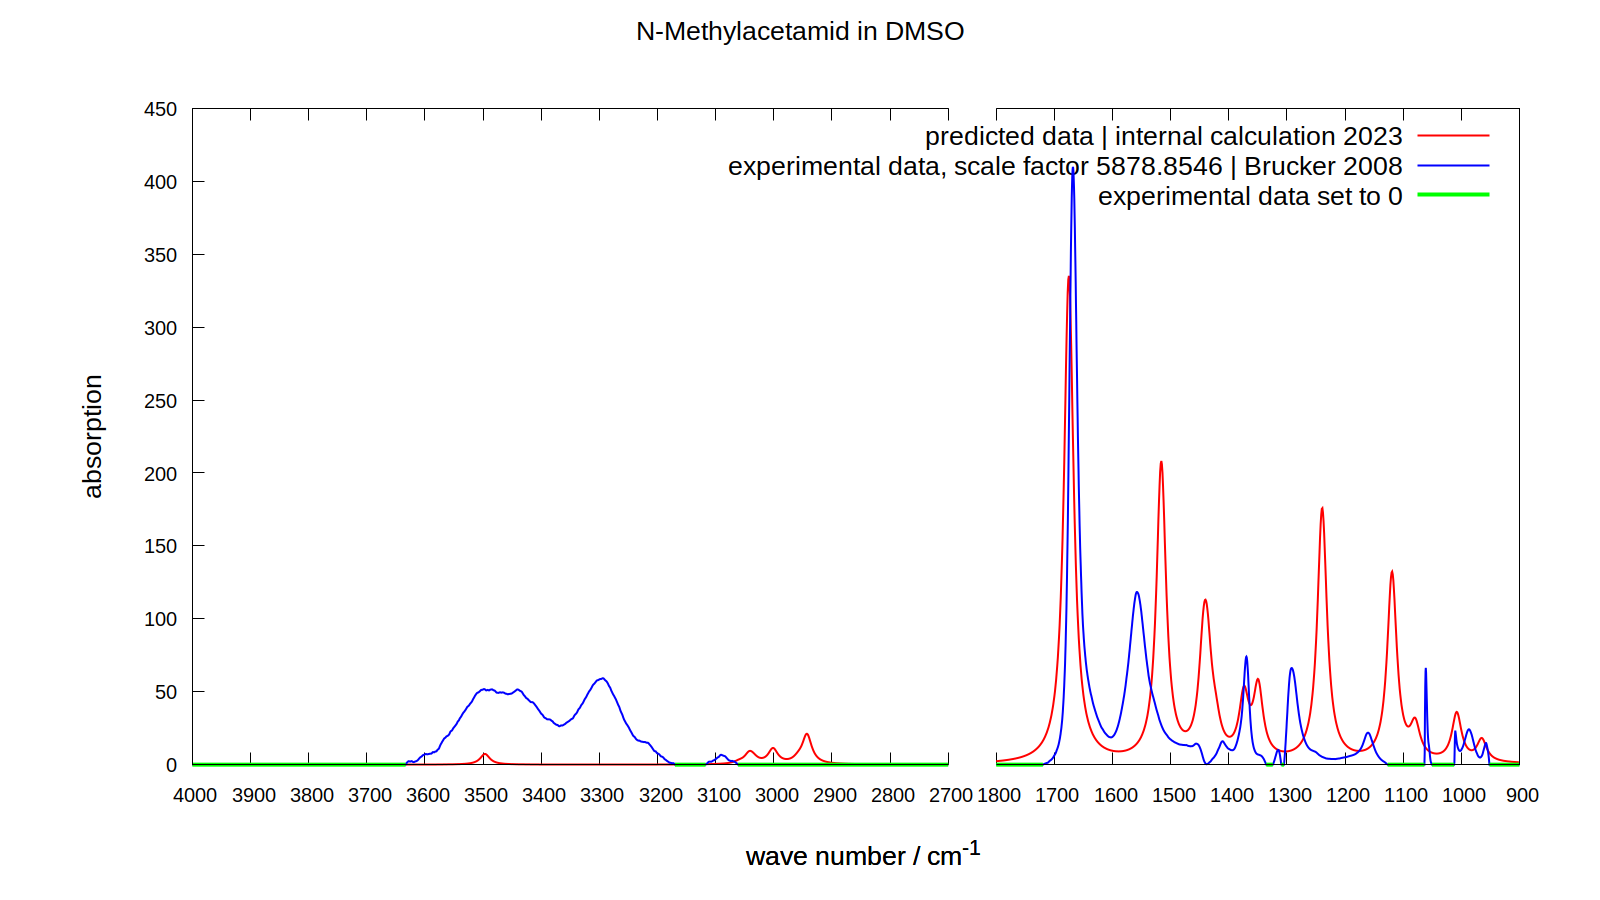 N-Methylacetamid in DMSO
predicted data | internal calculation 2023
experimental data, scale factor 5878.8546 | Brucker 2008
experimental data set to 0
450
400
350
300
250
200
150
100
50
0
absorption
4000 3900 3800 3700 3600 3500 3400 3300 3200 3100 3000 2900 2800 2700 1800 1700 1600 1500 1400 1300 1200 1100 1000 900
wave number / cm-1